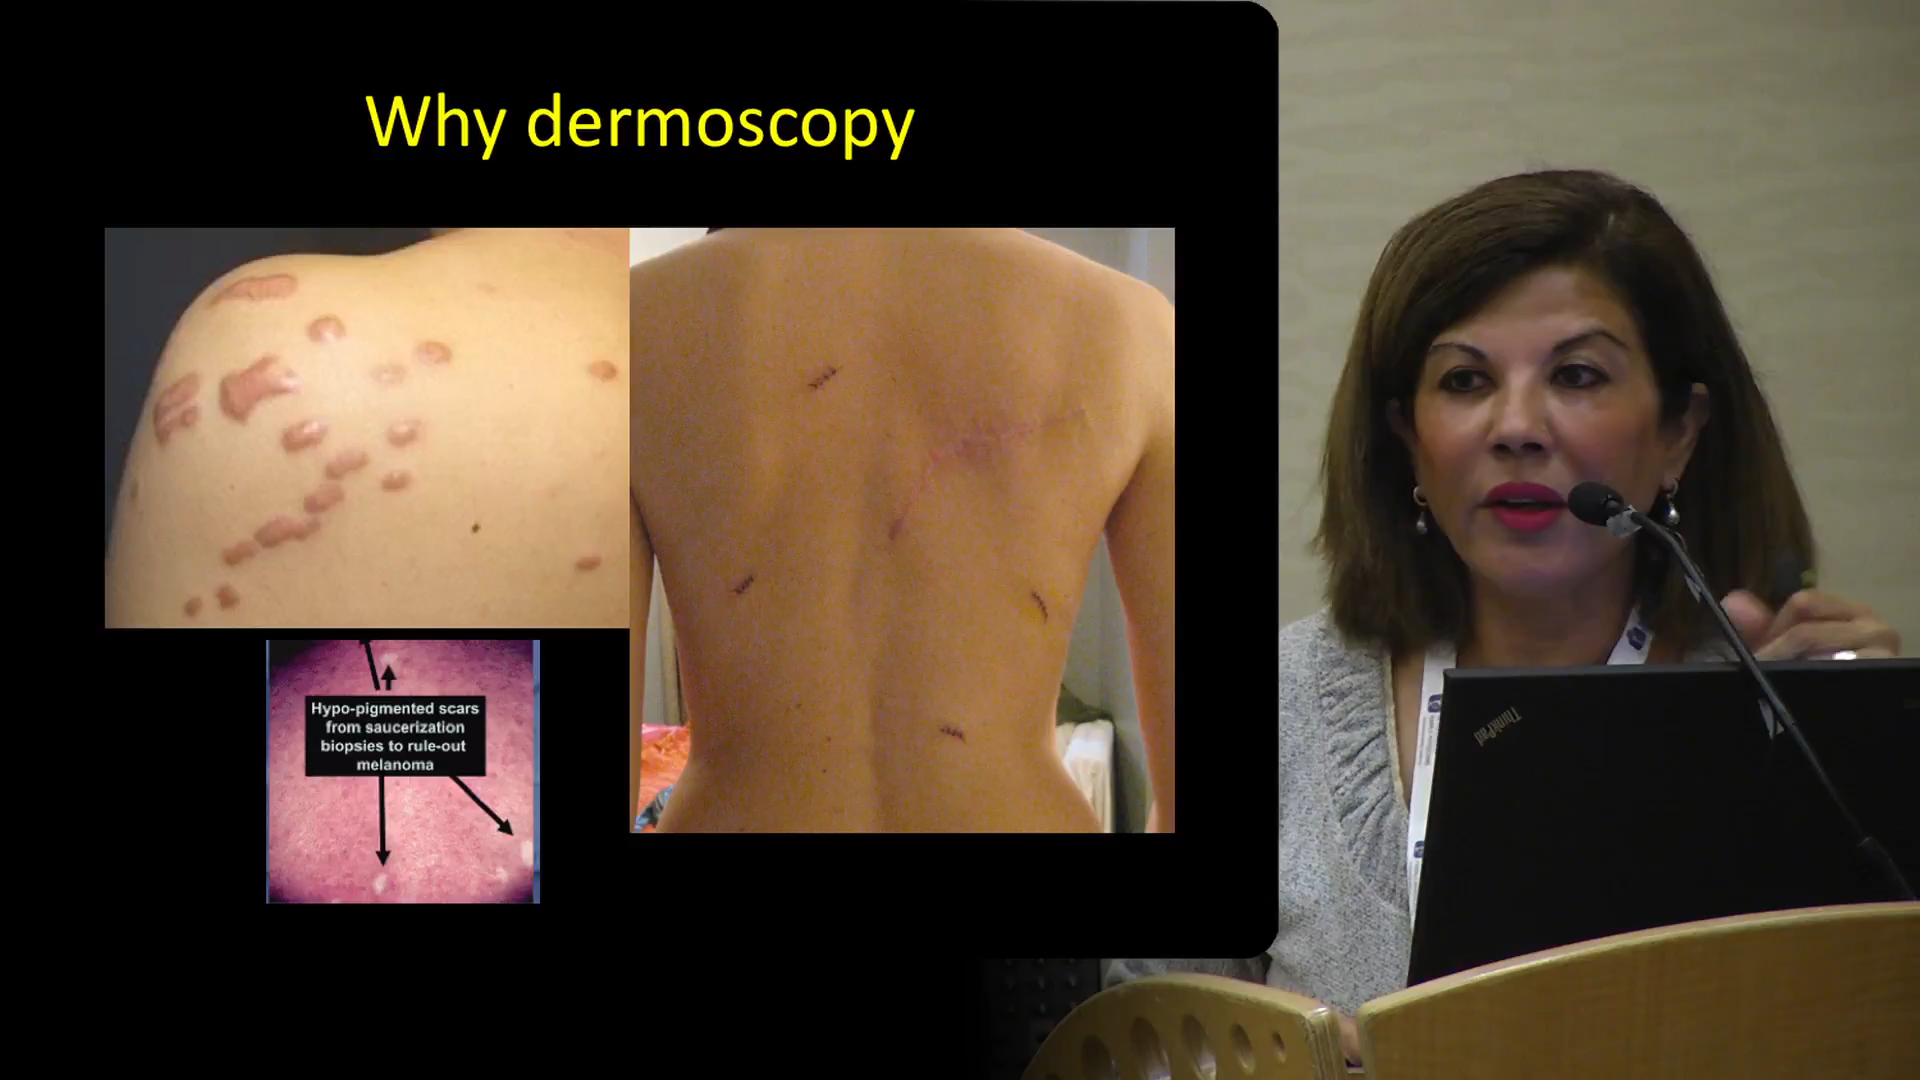 Why dermoscopy
Hypo-pigmented scars
from saucerization
biopsies to rule-out
melanoma
ThinkPad